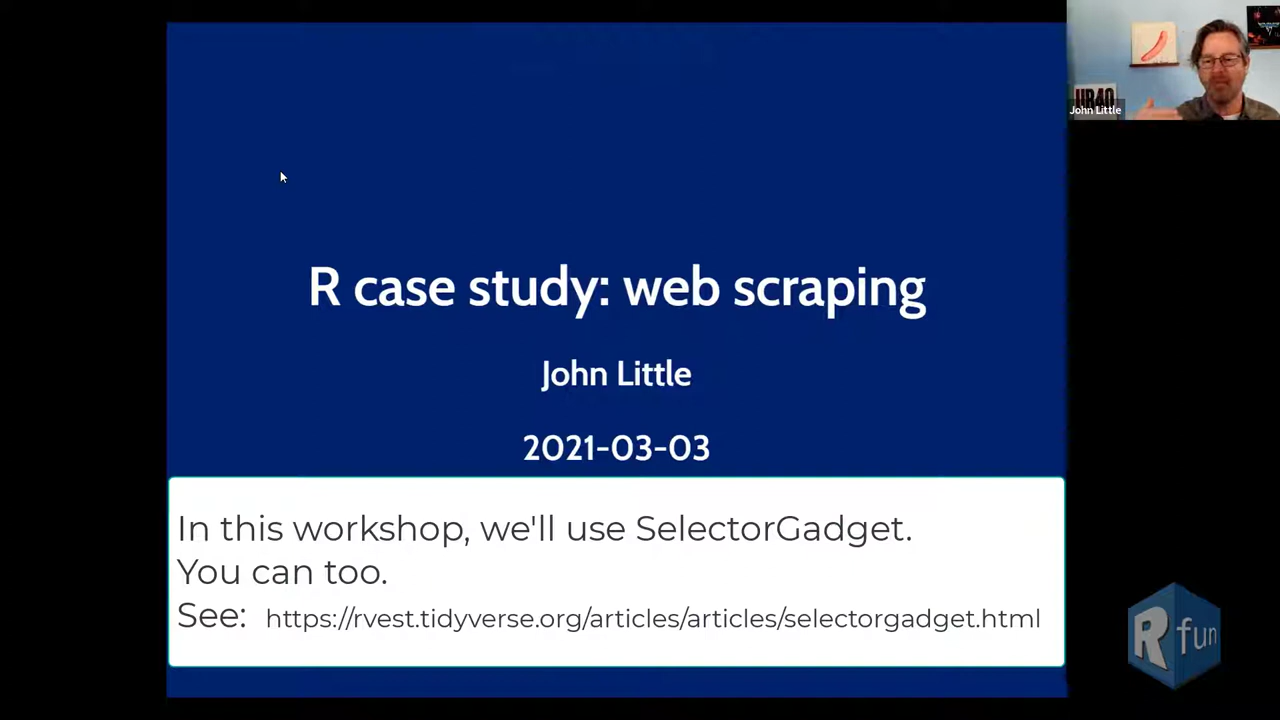 R case study: web scraping
John Little
2021-03-03
In this workshop, we'll use SelectorGadget.
You can too.
See: https://rvest.tidyverse.org/articles/articles/selectorgadget.html
UB40
John Little
R fun